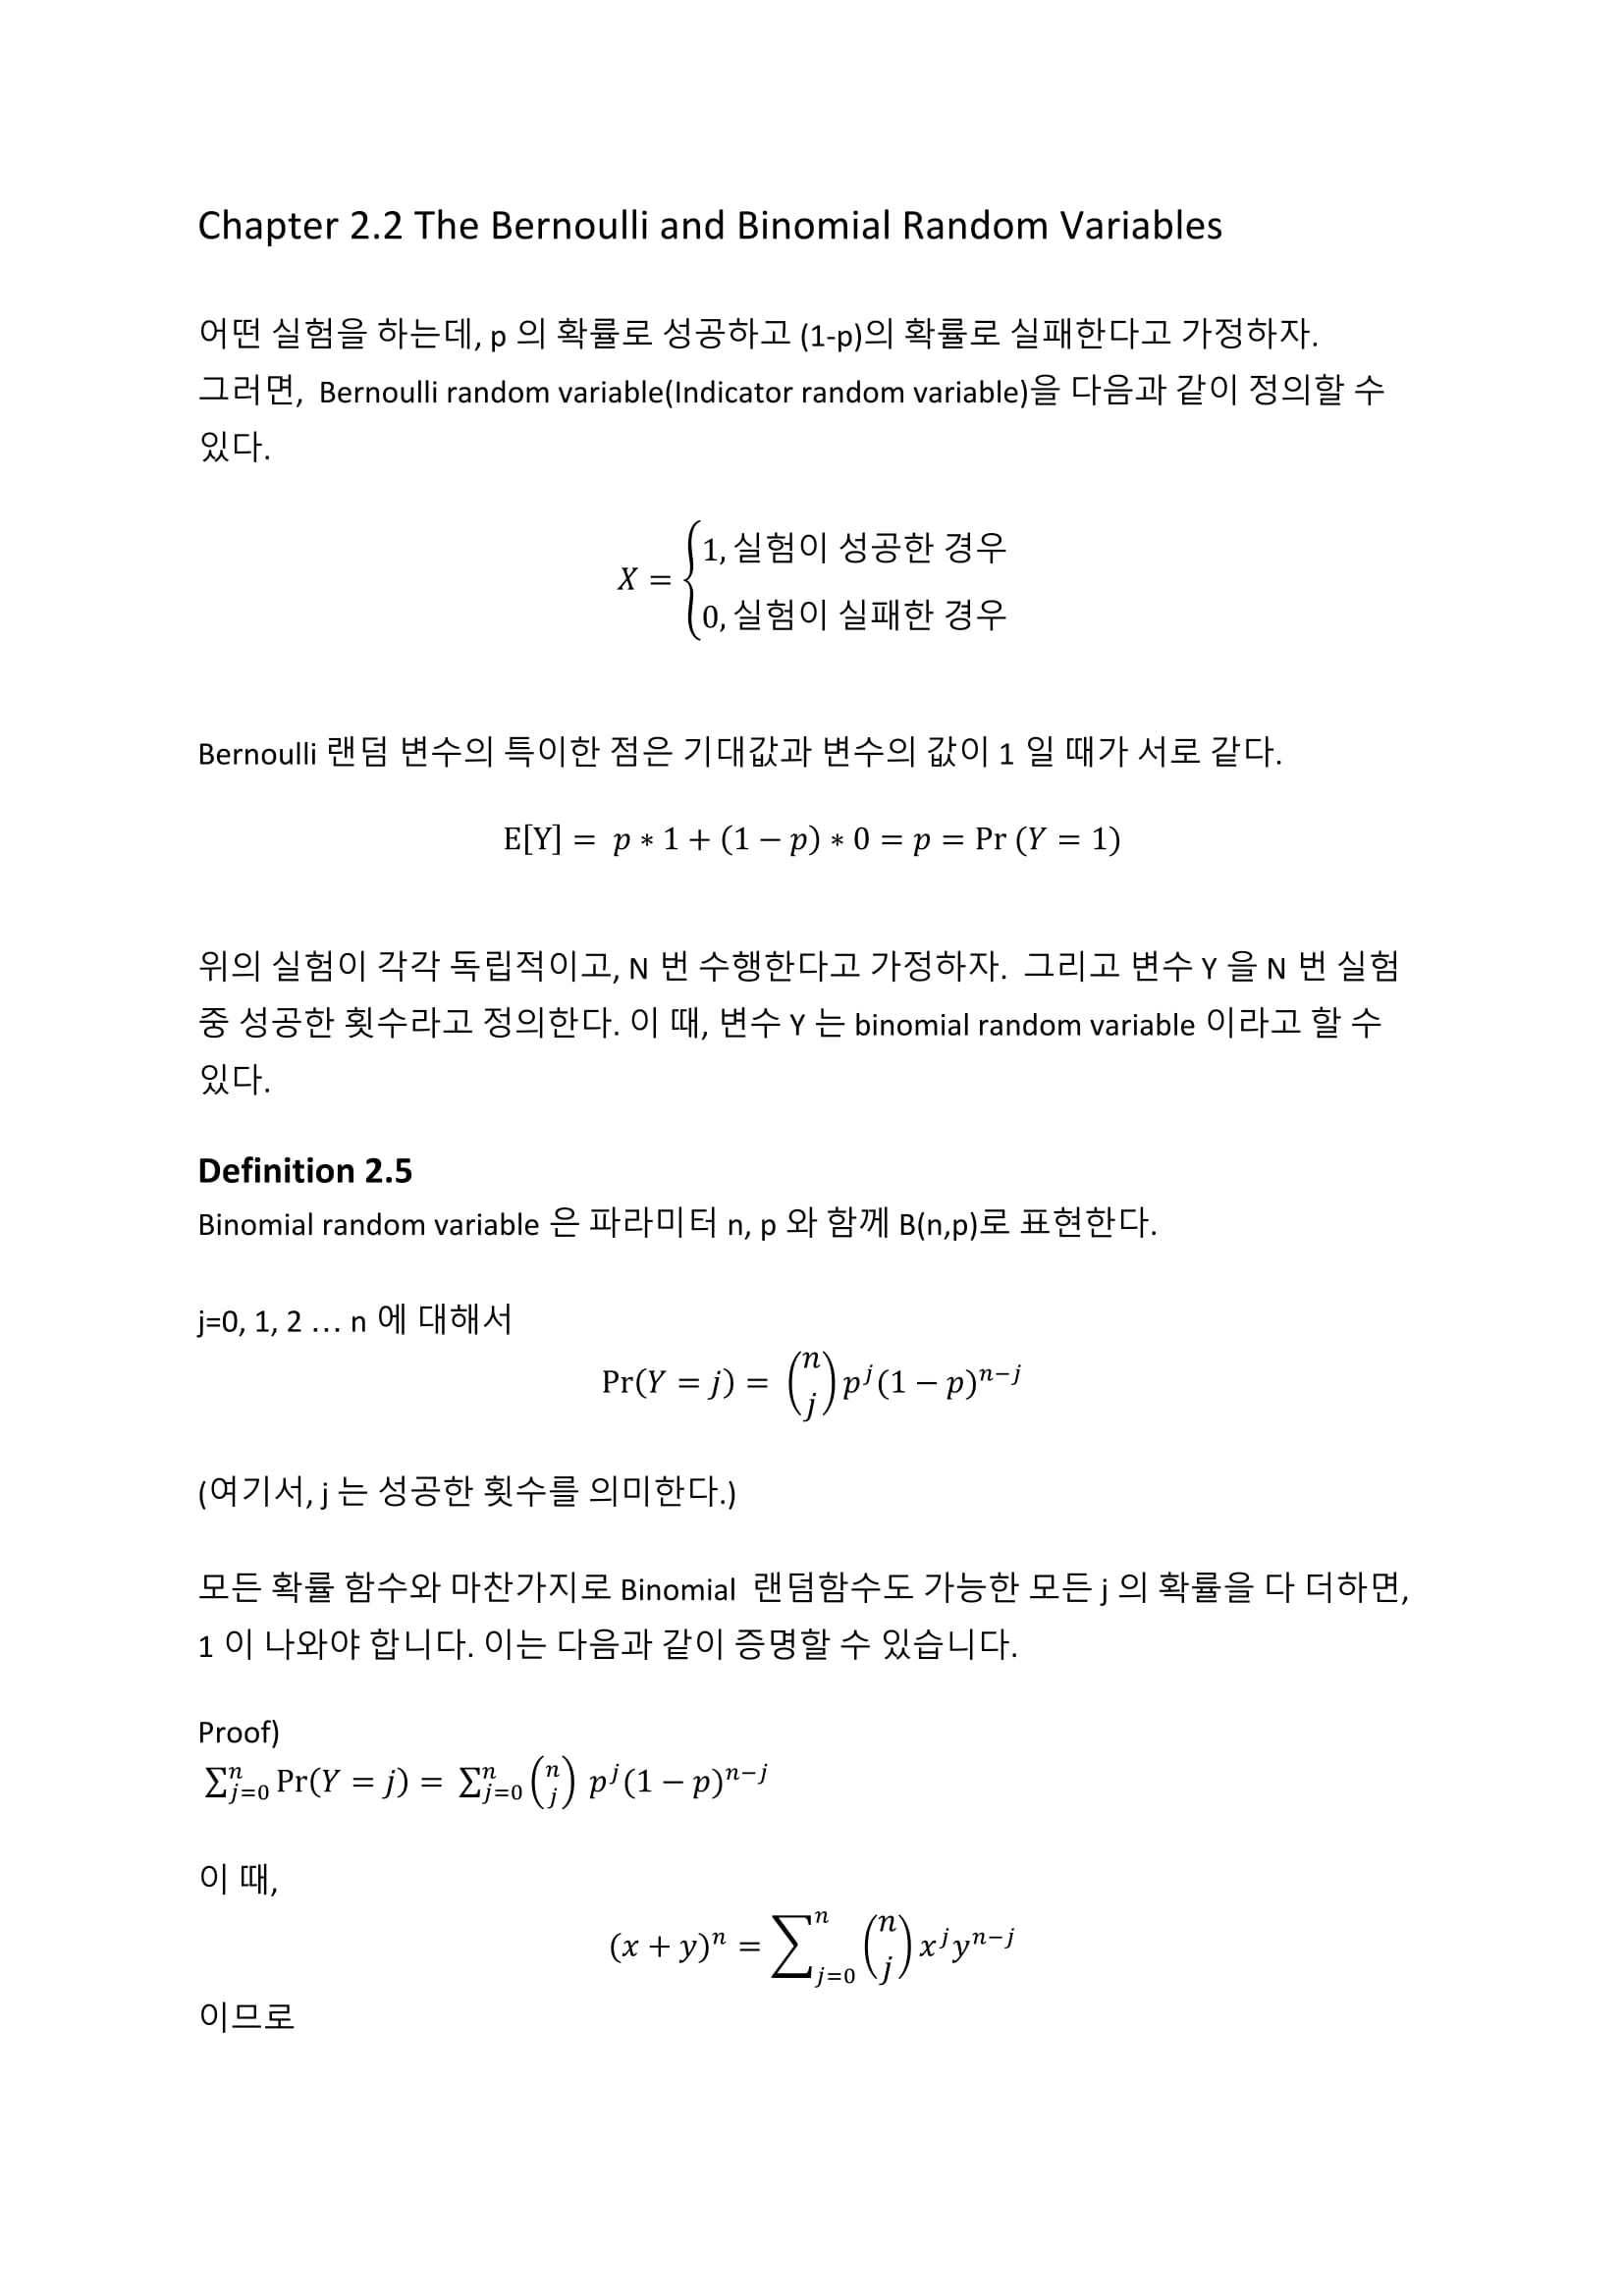 Chapter 2.2 The Bernoulli and Binomial Random Variables
어떤 실험을 하는데, p 의 확률로 성공하고 (1-p)의 확률로 실패한다고 가정하자.
그러면, Bernoulli random variable(Indicator random variable)을 다음과 같이 정의할 수
있다.
X = { 1, 실험이 성공한 경우
0, 실험이 실패한 경우
Bernoulli 랜덤 변수의 특이한 점은 기대값과 변수의 값이 1 일 때가 서로 같다.
E[Y] = p ∗ 1 + (1 − p) ∗ 0 = p = Pr (Y = 1)
위의 실험이 각각 독립적이고, N 번 수행한다고 가정하자. 그리고 변수 Y 을 N 번 실험
중 성공한 횟수라고 정의한다. 이 때, 변수 Y 는 binomial random variable 이라고 할 수
있다.
Definition 2.5
Binomial random variable 은 파라미터 n, p 와 함께 B(n,p)로 표현한다.
j=0, 1, 2 … n 에 대해서
Pr(Y = j) = (n j) p^j (1 − p)^{n−j}
(여기서, j 는 성공한 횟수를 의미한다.)
모든 확률 함수와 마찬가지로 Binomial 랜덤함수도 가능한 모든 j 의 확률을 다 더하면,
1 이 나와야 합니다. 이는 다음과 같이 증명할 수 있습니다.
Proof)
∑_{j=0}^{n} Pr(Y = j) = ∑_{j=0}^{n} (n j) p^j (1 − p)^{n−j}
이 때,
(x + y)^n = ∑_{j=0}^{n} (n j) x^j y^{n−j}
이므로